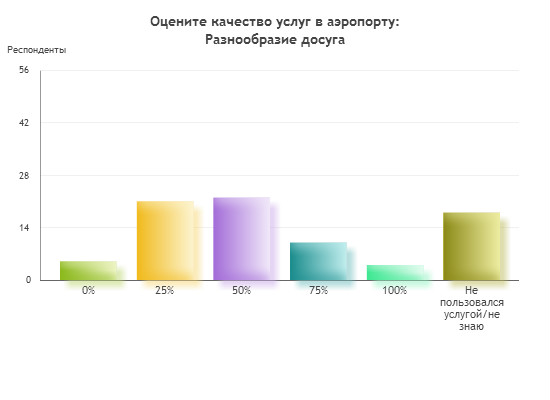 Оцените качество услуг в аэропорту:
Разнообразие досуга
Респонденты
56
42
28
14
0
0%
25%
50%
75%
100%
Не
пользовался
услугой/не
знаю